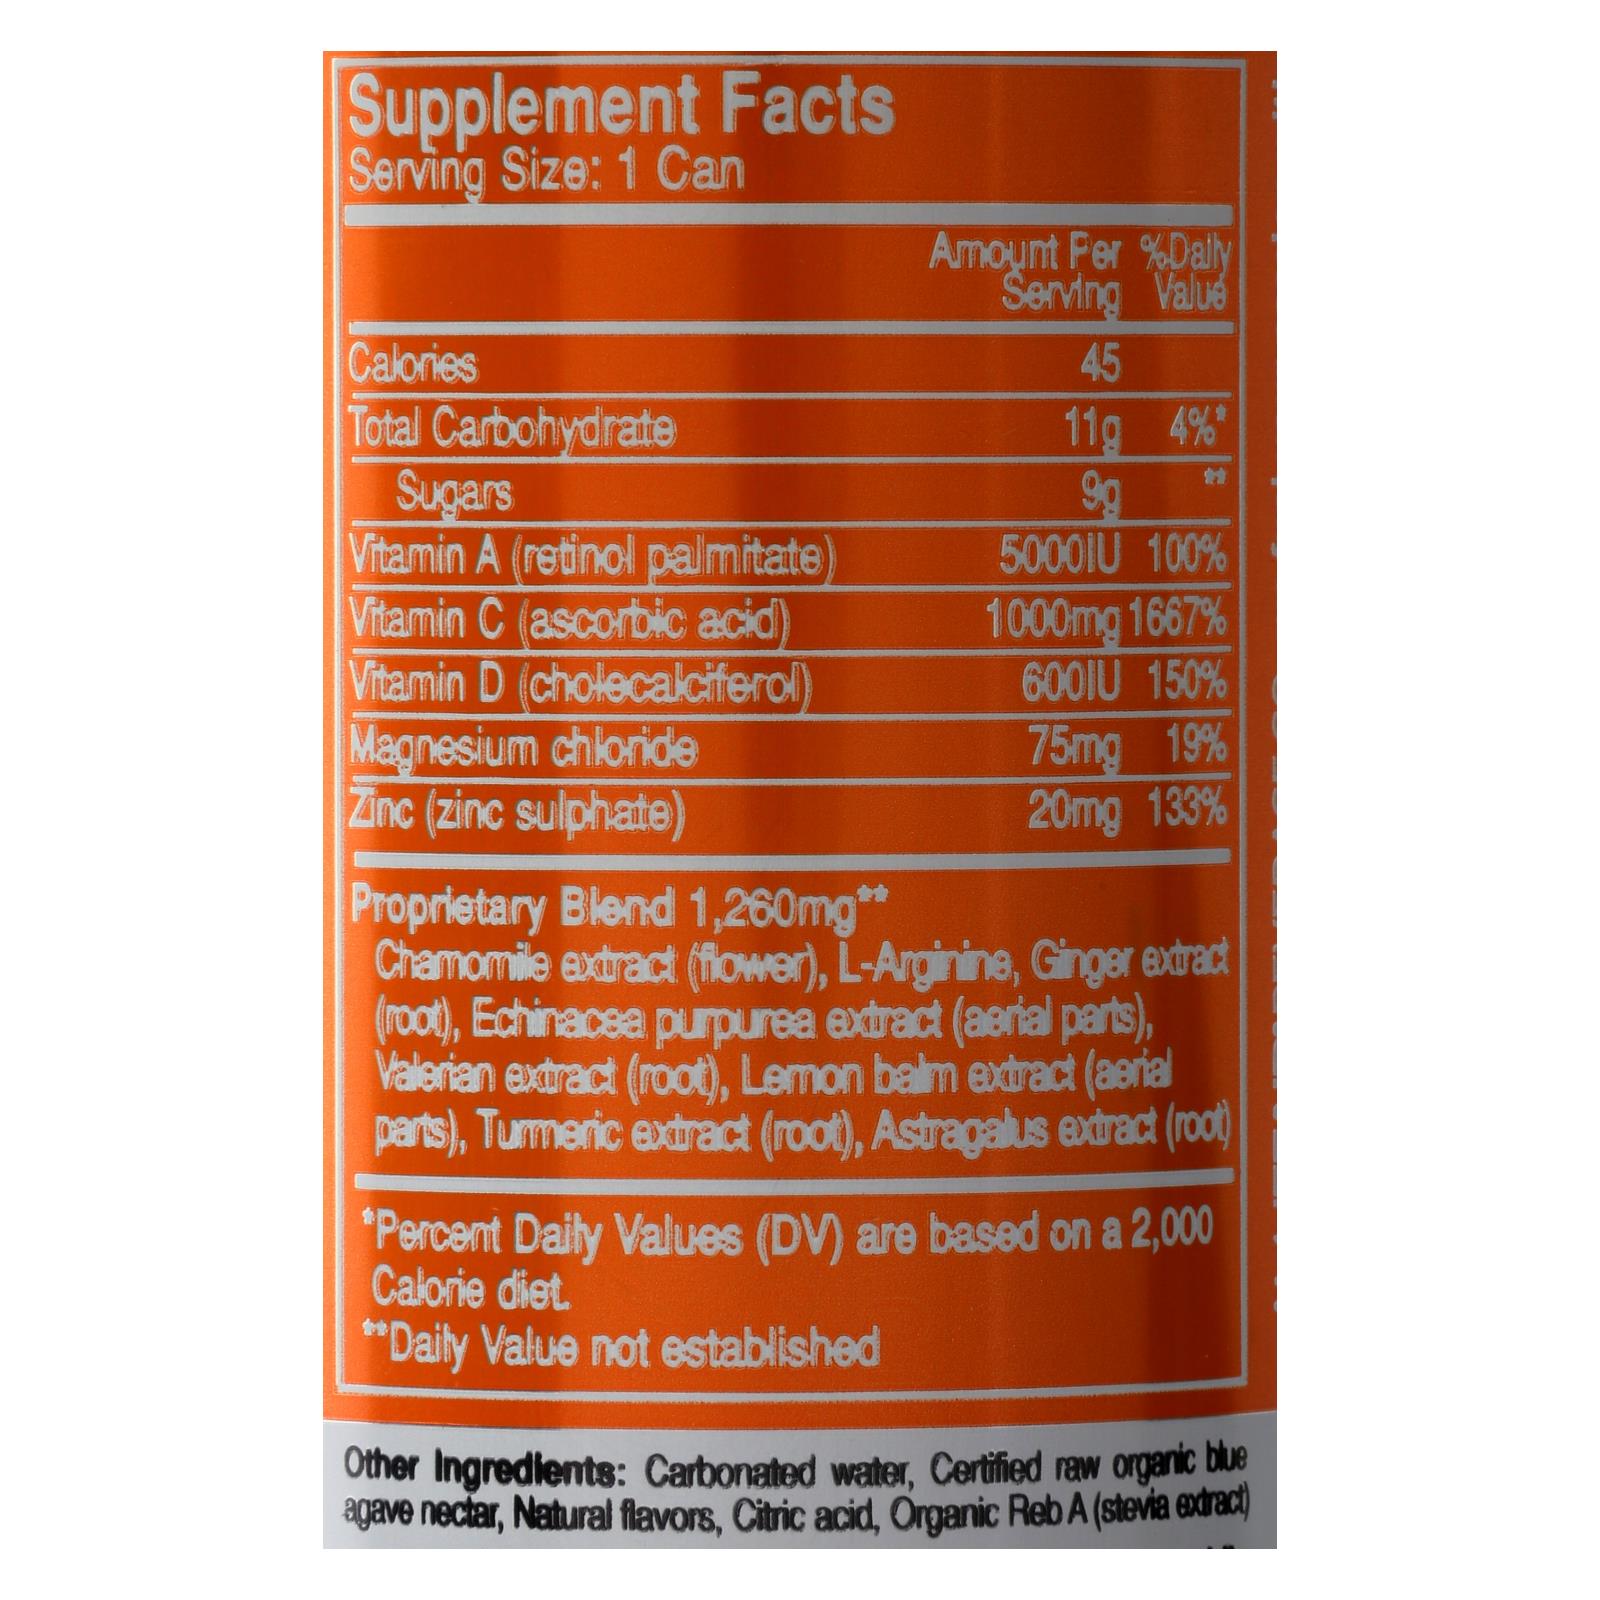 Supplement Facts
Serving Size: 1 Can
Amount Per Serving %Daily Value
Calories 45
Total Carbohydrate 11g 4%*
Sugars 9g **
Vitamin A (retinol palmitate) 5000IU 100%
Vitamin C (ascorbic acid) 1000mg 1667%
Vitamin D (cholecalciferol) 600IU 150%
Magnesium chloride 75mg 19%
Zinc (zinc sulphate) 20mg 133%
Proprietary Blend 1,260mg**
Chamomile extract (flower), L-Arginine, Ginger extract
(root), Echinacea purpurea extract (aerial parts),
Valerian extract (root), Lemon balm extract (aerial
parts), Turmeric extract (root), Astragalus extract (root)
*Percent Daily Values (DV) are based on a 2,000
Calorie diet.
**Daily Value not established
Other Ingredients: Carbonated water, Certified raw organic blue
agave nectar, Natural flavors, Citric acid, Organic Reb A (stevia extract)